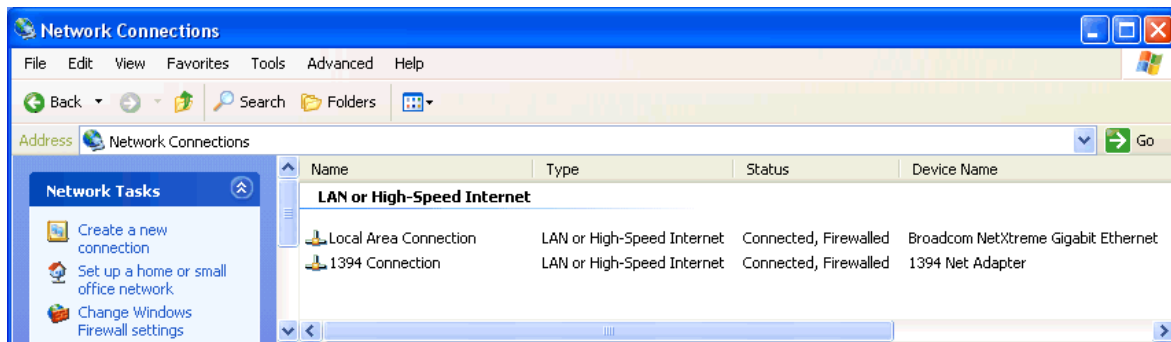 Network Connections
File Edit View Favorites Tools Advanced Help
Back Search Folders
Address Network Connections Go
Network Tasks
Create a new
connection
Set up a home or small
office network
Change Windows
Firewall settings
Name Type Status Device Name
LAN or High-Speed Internet
Local Area Connection LAN or High-Speed Internet Connected, Firewalled Broadcom NetXtreme Gigabit Ethernet
1394 Connection LAN or High-Speed Internet Connected, Firewalled 1394 Net Adapter